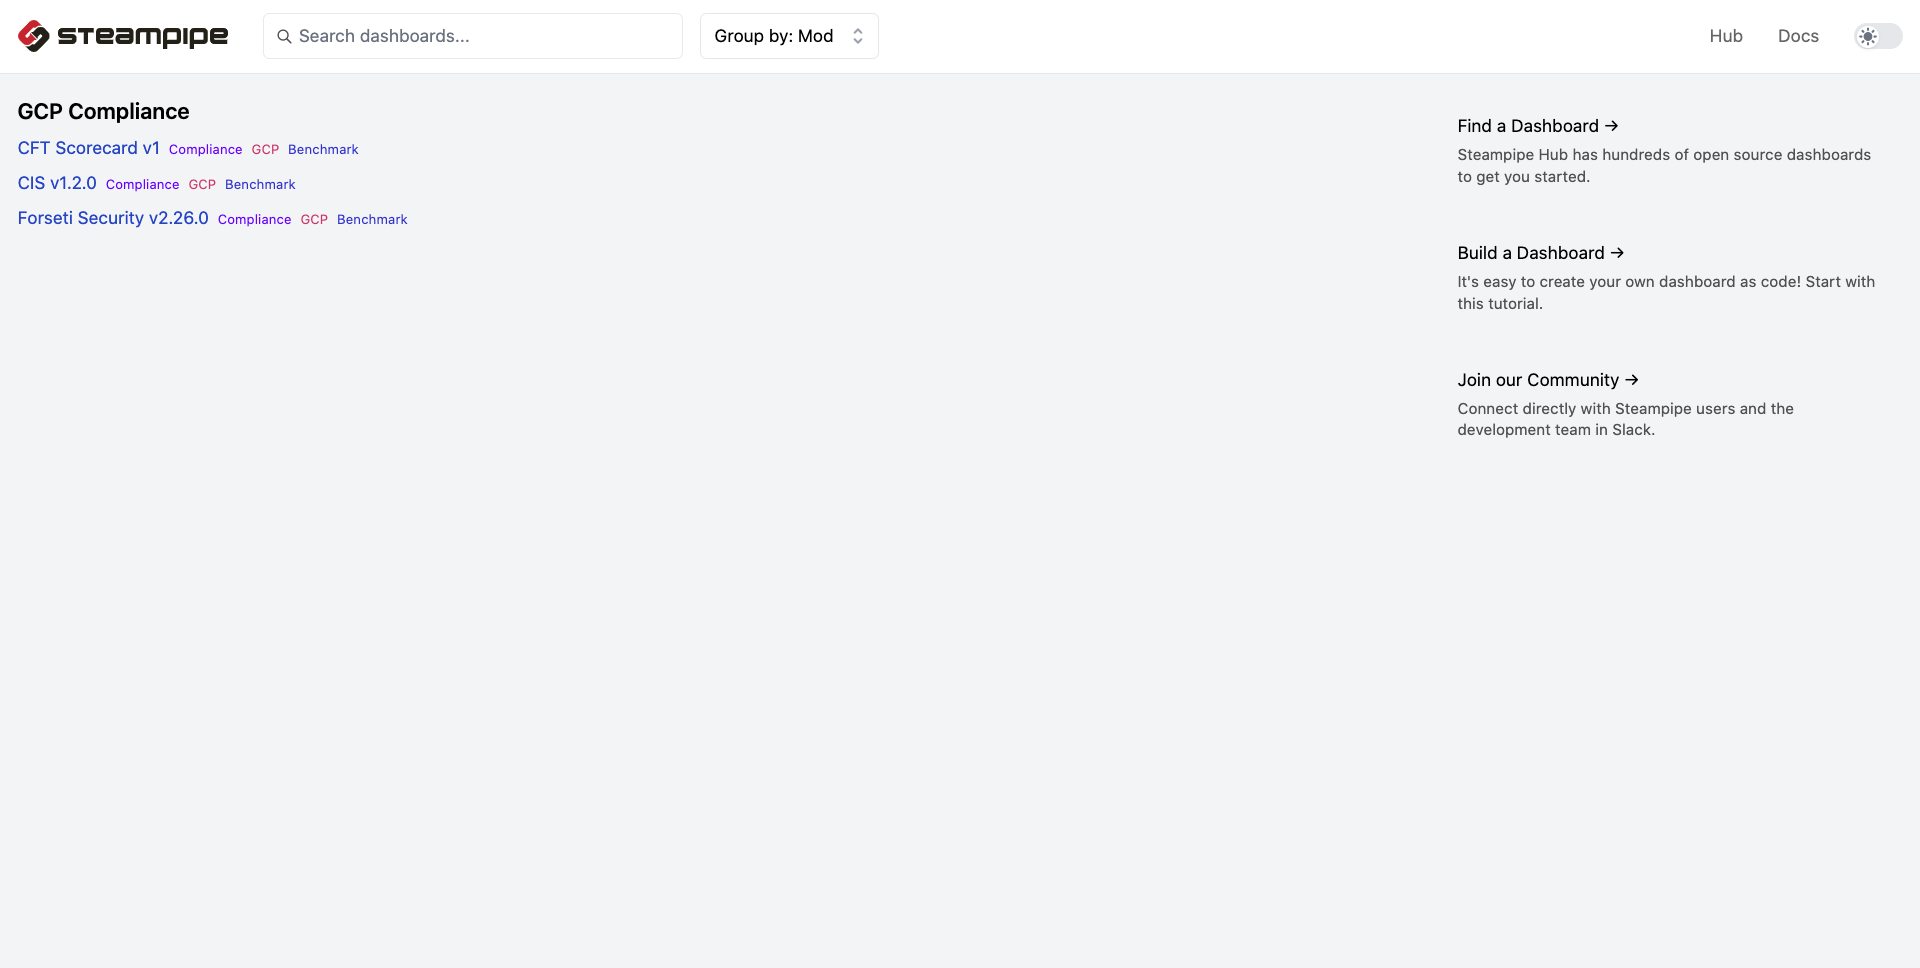 steampipe
Search dashboards...
Group by: Mod
Hub
Docs
GCP Compliance
CFT Scorecard v1 Compliance GCP Benchmark
CIS v1.2.0 Compliance GCP Benchmark
Forseti Security v2.26.0 Compliance GCP Benchmark
Find a Dashboard →
Steampipe Hub has hundreds of open source dashboards
to get you started.
Build a Dashboard →
It's easy to create your own dashboard as code! Start with
this tutorial.
Join our Community →
Connect directly with Steampipe users and the
development team in Slack.